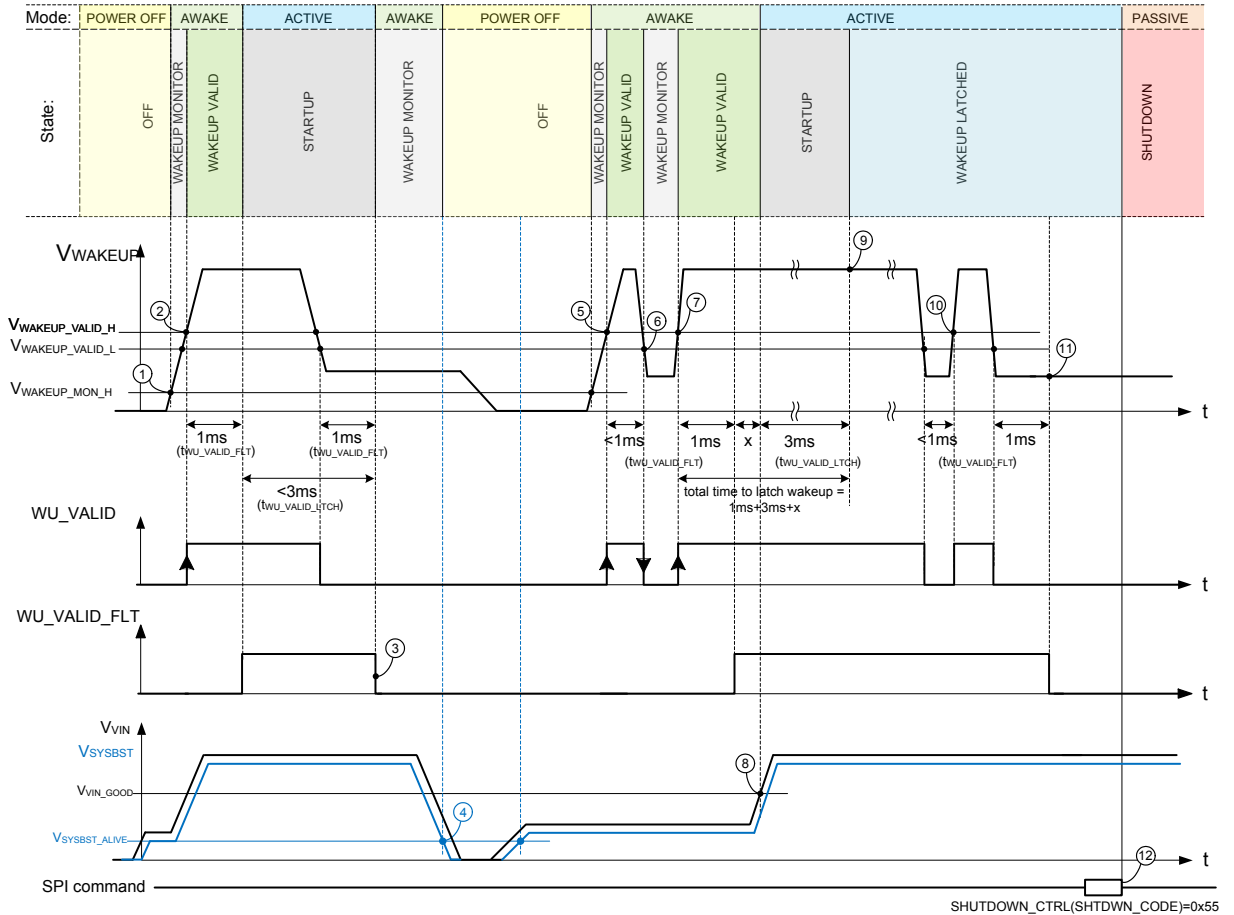 Mode: POWER OFF AWAKE ACTIVE AWAKE POWER OFF AWAKE ACTIVE PASSIVE
State: OFF WAKEUP MONITOR WAKEUP VALID STARTUP WAKEUP MONITOR OFF WAKEUP MONITOR WAKEUP VALID WAKEUP MONITOR WAKEUP VALID STARTUP WAKEUP LATCHED SHUTDOWN
VWAKEUP
9
2 5 7 10
VWAKEUP_VALID_H
6
VWAKEUP_VALID_L
11
1
VWAKEUP_MON_H
t
1ms 1ms <1ms 1ms x 3ms <1ms 1ms
(tWU_VALID_FLT) (tWU_VALID_FLT) (tWU_VALID_FLT) (tWU_VALID_LTCH) (tWU_VALID_FLT)
<3ms
(tWU_VALID_LTCH)
total time to latch wakeup =
1ms+3ms+x
WU_VALID
t
WU_VALID_FLT
3
t
VVIN
VSYSBST
8
VVIN_GOOD
4
VSYSBST_ALIVE
t
12
SPI command
SHUTDOWN_CTRL(SHTDWN_CODE)=0x55